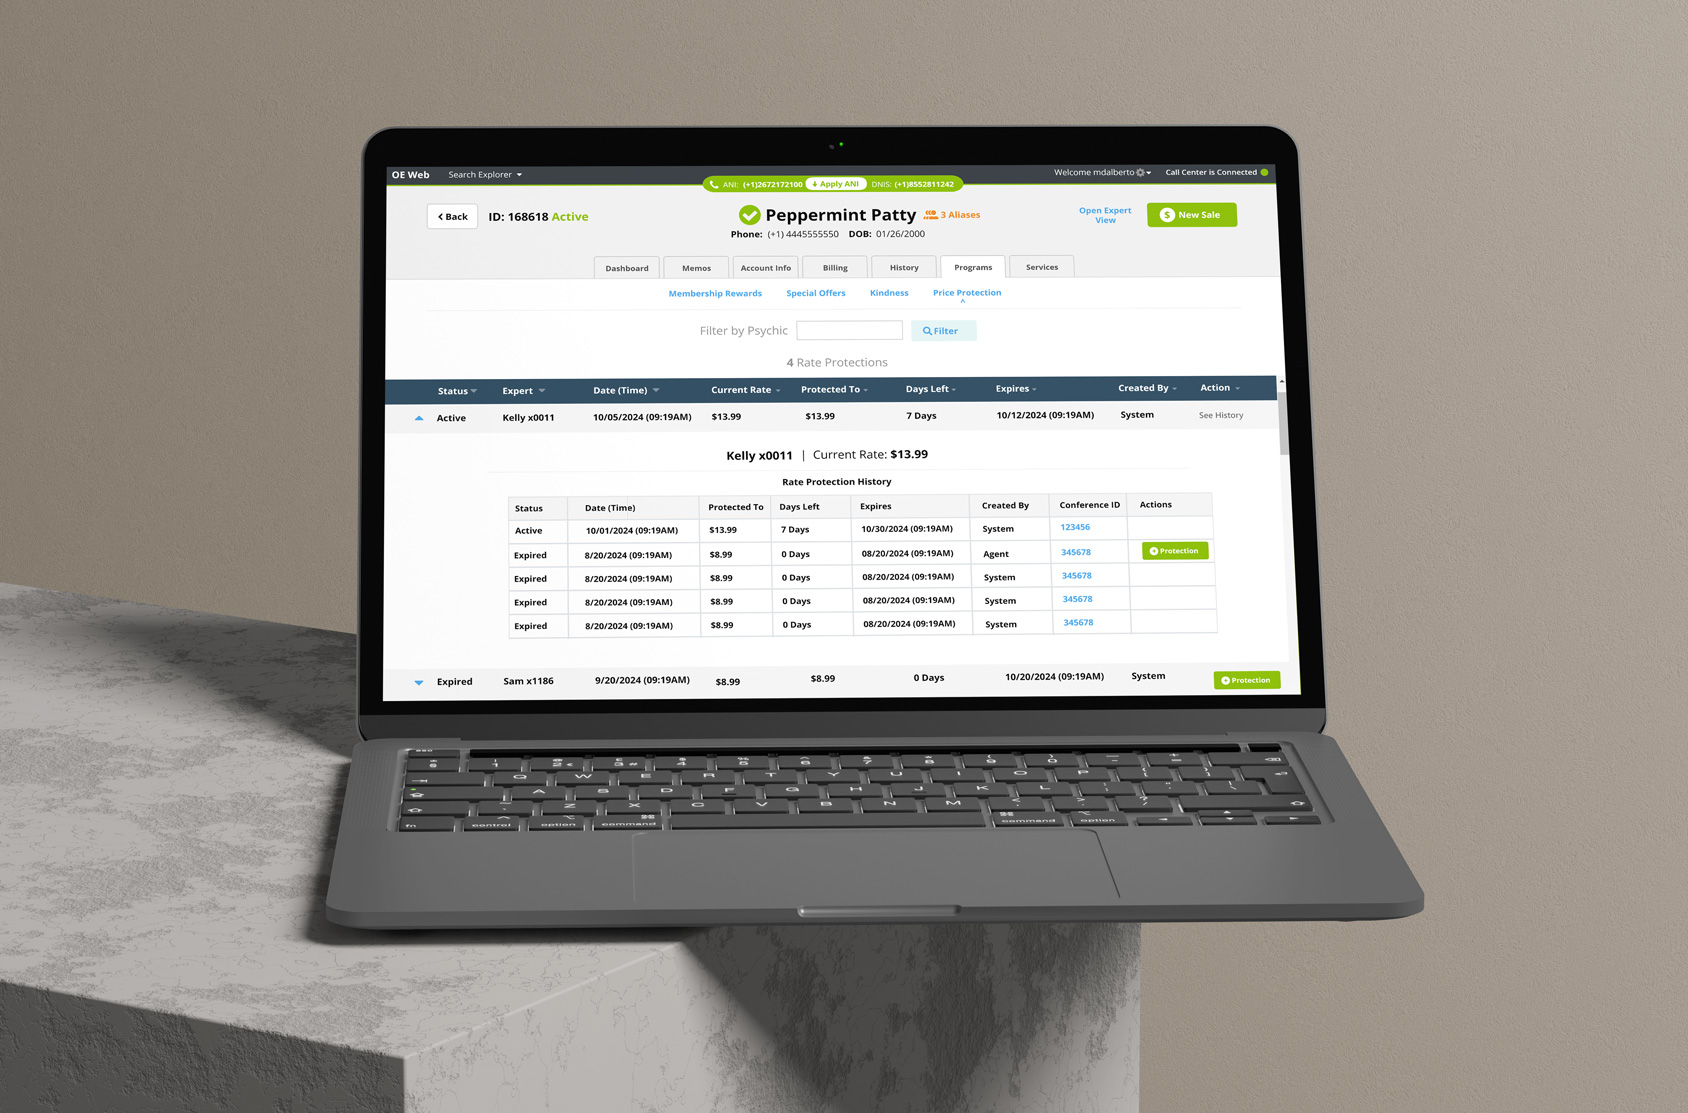 OE Web Search Explorer Welcome mdalberto Call Center is Connected
ANI: (+1)2672172100 Apply ANI DNIS: (+1)8552811242
Back ID: 168618 Active Peppermint Patty 3 Aliases Open Expert View $ New Sale
Phone: (+1) 4445555550 DOB: 01/26/2000
Dashboard Memos Account Info Billing History Programs Services
Membership Rewards Special Offers Kindness Price Protection
Filter by Psychic Filter
4 Rate Protections
Status Expert Date (Time) Current Rate Protected To Days Left Expires Created By Action
Active Kelly x0011 10/05/2024 (09:19AM) $13.99 $13.99 7 Days 10/12/2024 (09:19AM) System See History
Kelly x0011 | Current Rate: $13.99
Rate Protection History
Status Date (Time) Protected To Days Left Expires Created By Conference ID Actions
Active 10/01/2024 (09:19AM) $13.99 7 Days 10/30/2024 (09:19AM) System 123456
Expired 8/20/2024 (09:19AM) $8.99 0 Days 08/20/2024 (09:19AM) Agent 345678 Protection
Expired 8/20/2024 (09:19AM) $8.99 0 Days 08/20/2024 (09:19AM) System 345678
Expired 8/20/2024 (09:19AM) $8.99 0 Days 08/20/2024 (09:19AM) System 345678
Expired 8/20/2024 (09:19AM) $8.99 0 Days 08/20/2024 (09:19AM) System 345678
Expired Sam x1186 9/20/2024 (09:19AM) $8.99 $8.99 0 Days 10/20/2024 (09:19AM) System Protection
Q W E R T Y U I O P
A S D F G H J K L
Z X C V B N M
fn control option command command option